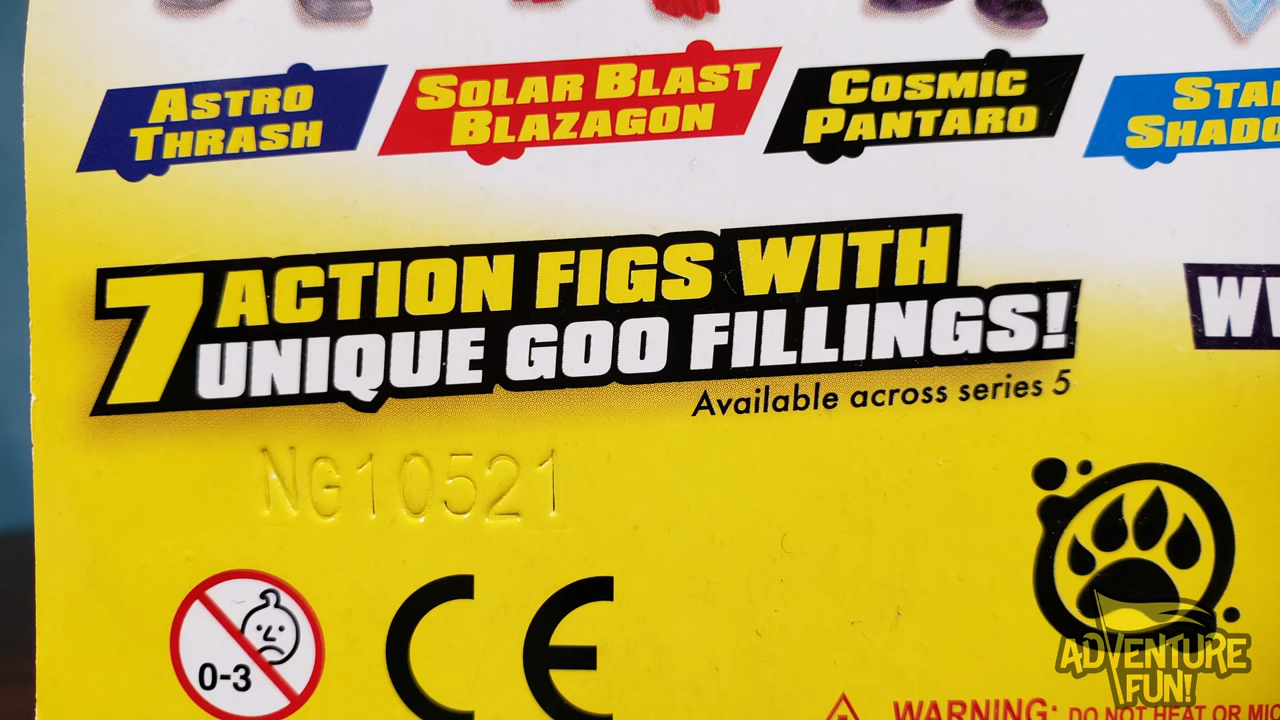 ASTRO
THRASH
SOLAR BLAST
BLAZAGON
COSMIC
PANTARO
7 ACTION FIGS WITH
UNIQUE GOO FILLINGS!
Available across series 5
NG10521
0-3
CE
ADVENTURE
FUN!
WARNING: DO NOT HEAT OR